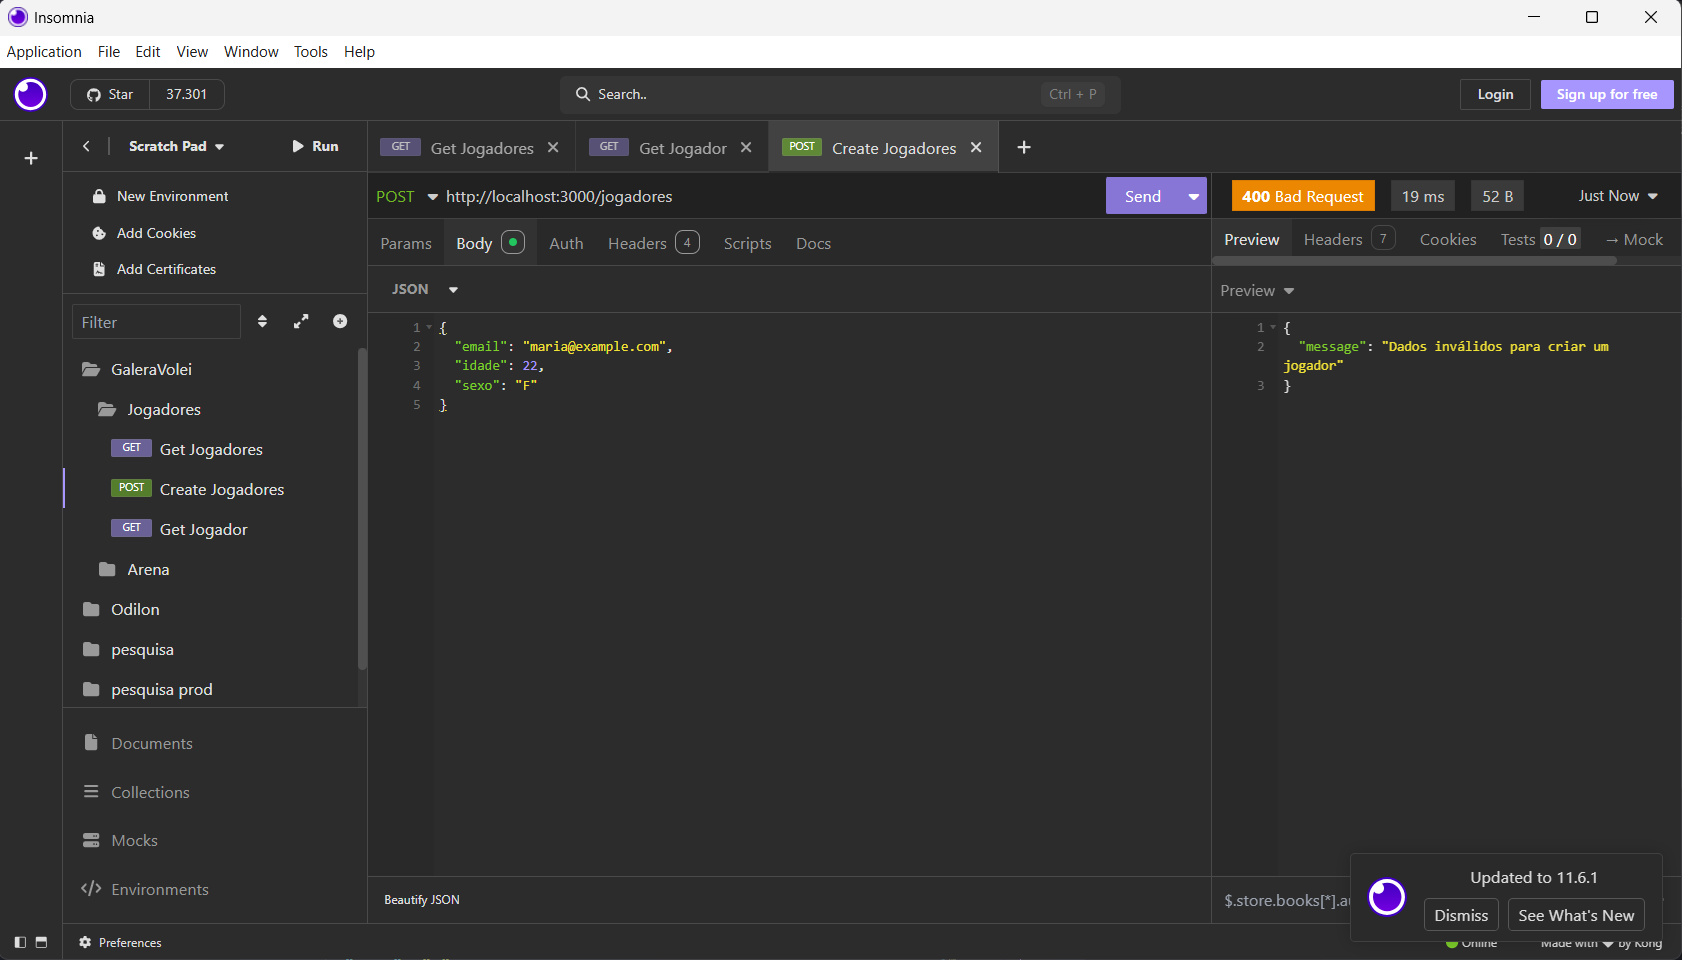 Insomnia
Application File Edit View Window Tools Help
Star 37.301 Search.. Ctrl + P Login Sign up for free
Scratch Pad Run
GET Get Jogadores GET Get Jogador POST Create Jogadores
New Environment
Add Cookies
Add Certificates
Filter
GaleraVolei
Jogadores
GET Get Jogadores
POST Create Jogadores
GET Get Jogador
Arena
Odilon
pesquisa
pesquisa prod
Documents
Collections
Mocks
Environments
Preferences
POST http://localhost:3000/jogadores Send
Params Body Auth Headers 4 Scripts Docs
JSON
1 {
2 "email": "maria@example.com",
3 "idade": 22,
4 "sexo": "F"
5 }
Beautify JSON
400 Bad Request 19 ms 52 B Just Now
Preview Headers 7 Cookies Tests 0 / 0 → Mock
Preview
1 {
2 "message": "Dados inválidos para criar um
jogador"
3 }
$.store.books[*].au
Updated to 11.6.1
Dismiss See What's New
Online Made with by Kong